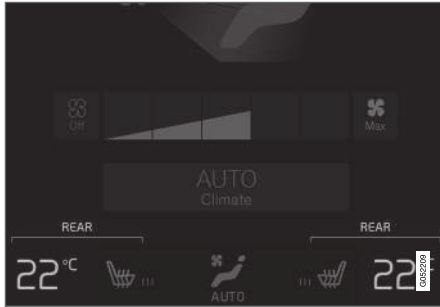 Off
Max
AUTO
Climate
REAR REAR
22°C 22
AUTO
G052209